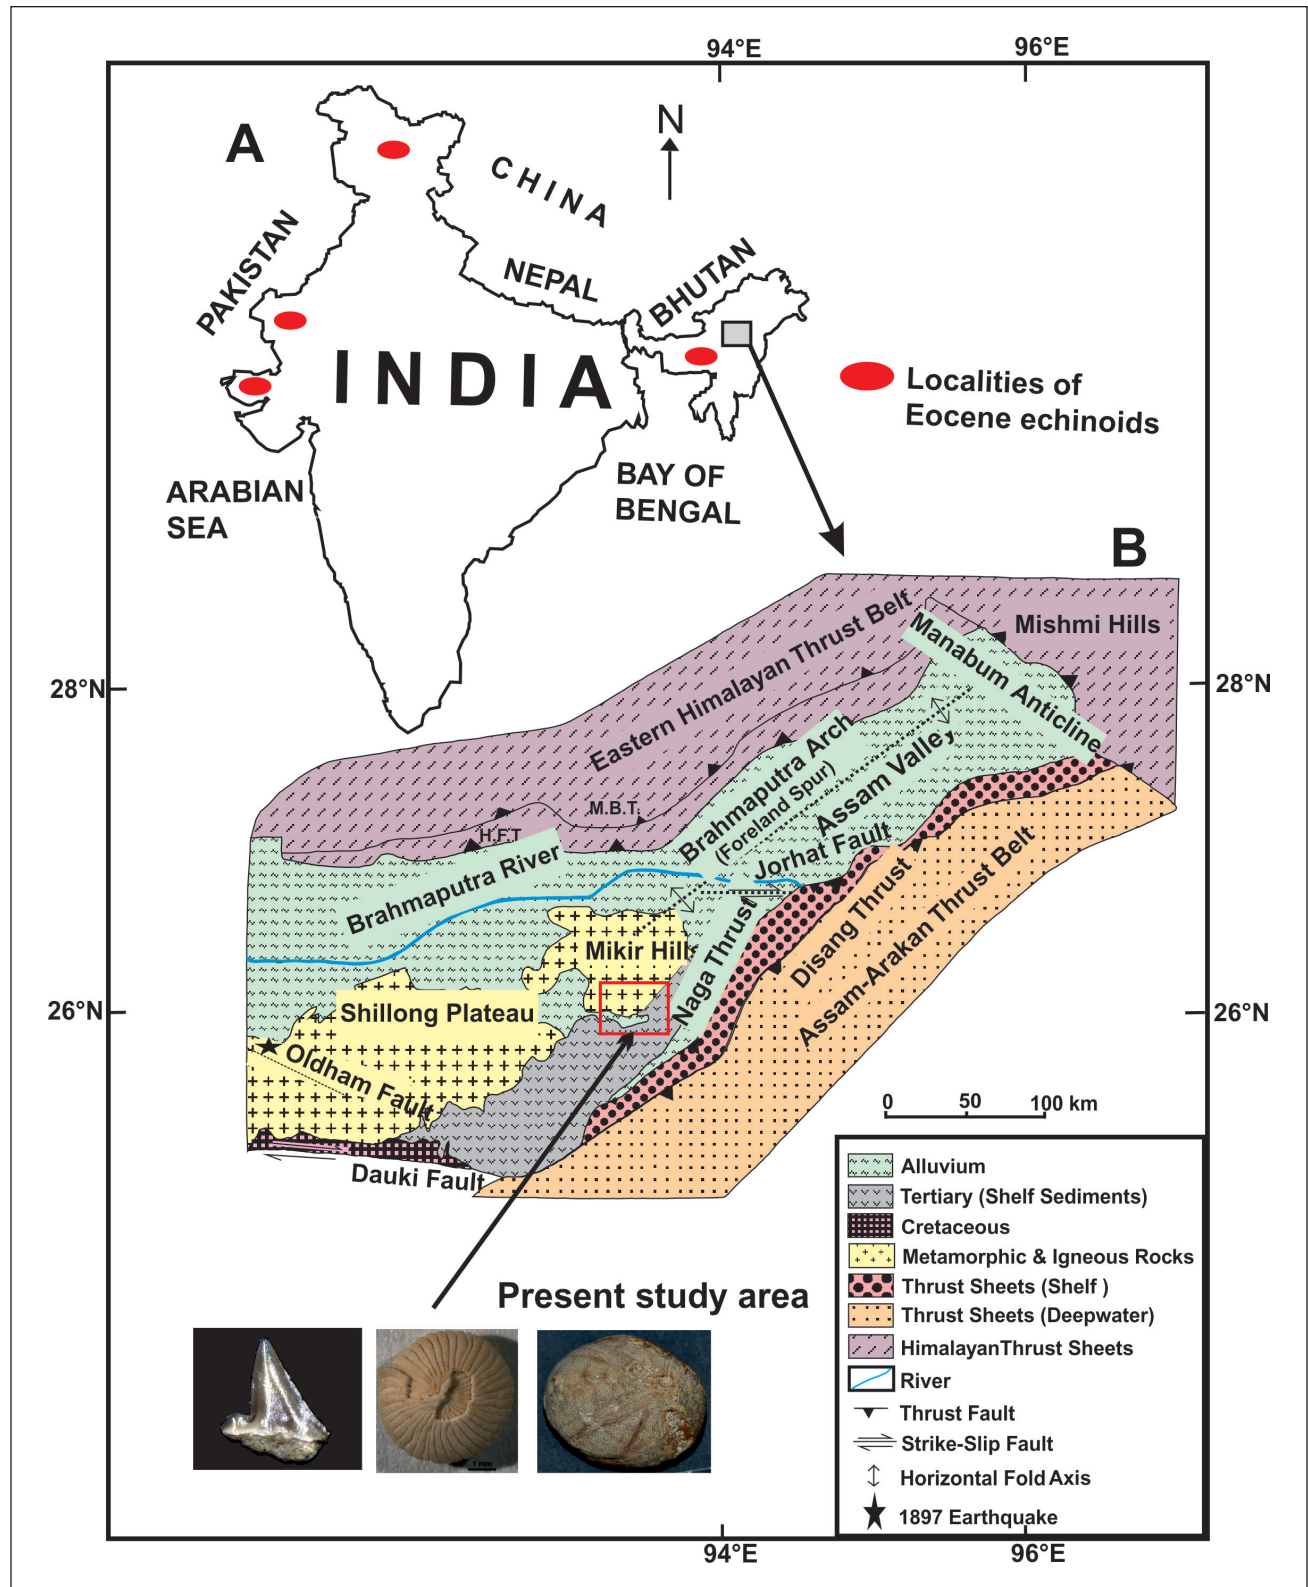 94°E
96°E
A
N
CHINA
PAKISTAN
NEPAL
BHUTAN
INDIA
Localities of
Eocene echinoids
ARABIAN
SEA
BAY OF
BENGAL
B
Eastern Himalayan Thrust Belt
Mishmi Hills
Manabum Anticline
28°N
28°N
Brahmaputra Arch
(Foreland Spur)
Assam Valley
M.B.T.
H.F.T
Jorhat Fault
Brahmaputra River
Mikir Hill
Naga Thrust
Disang Thrust
Assam-Arakan Thrust Belt
26°N
26°N
Shillong Plateau
Oldham Fault
Dauki Fault
0 50 100 km
Alluvium
Tertiary (Shelf Sediments)
Cretaceous
Metamorphic & Igneous Rocks
Thrust Sheets (Shelf )
Thrust Sheets (Deepwater)
HimalayanThrust Sheets
River
Thrust Fault
Strike-Slip Fault
Horizontal Fold Axis
1897 Earthquake
Present study area
1 mm
94°E
96°E